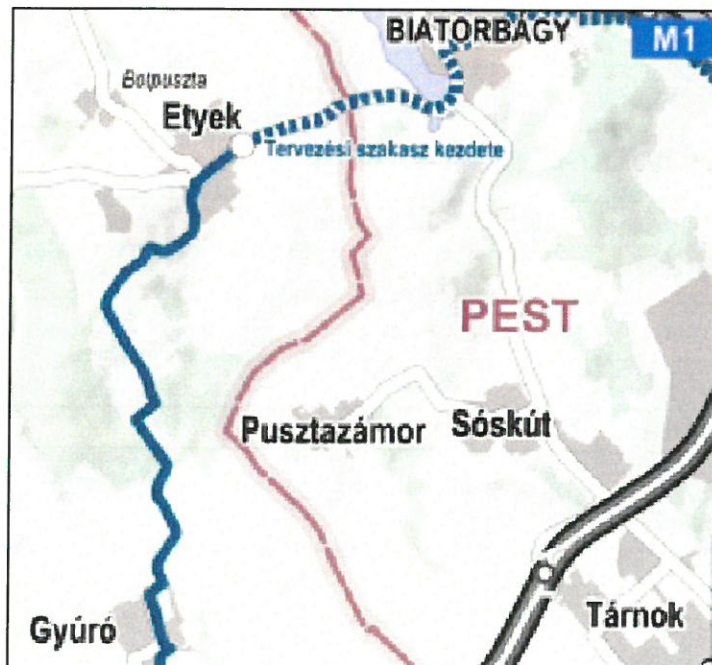 BIATORBÁGY
M1
Botpuszta
Etyek
Tervezési szakasz kezdete
PEST
Pusztazámor
Sóskút
Gyúró
Tárnok